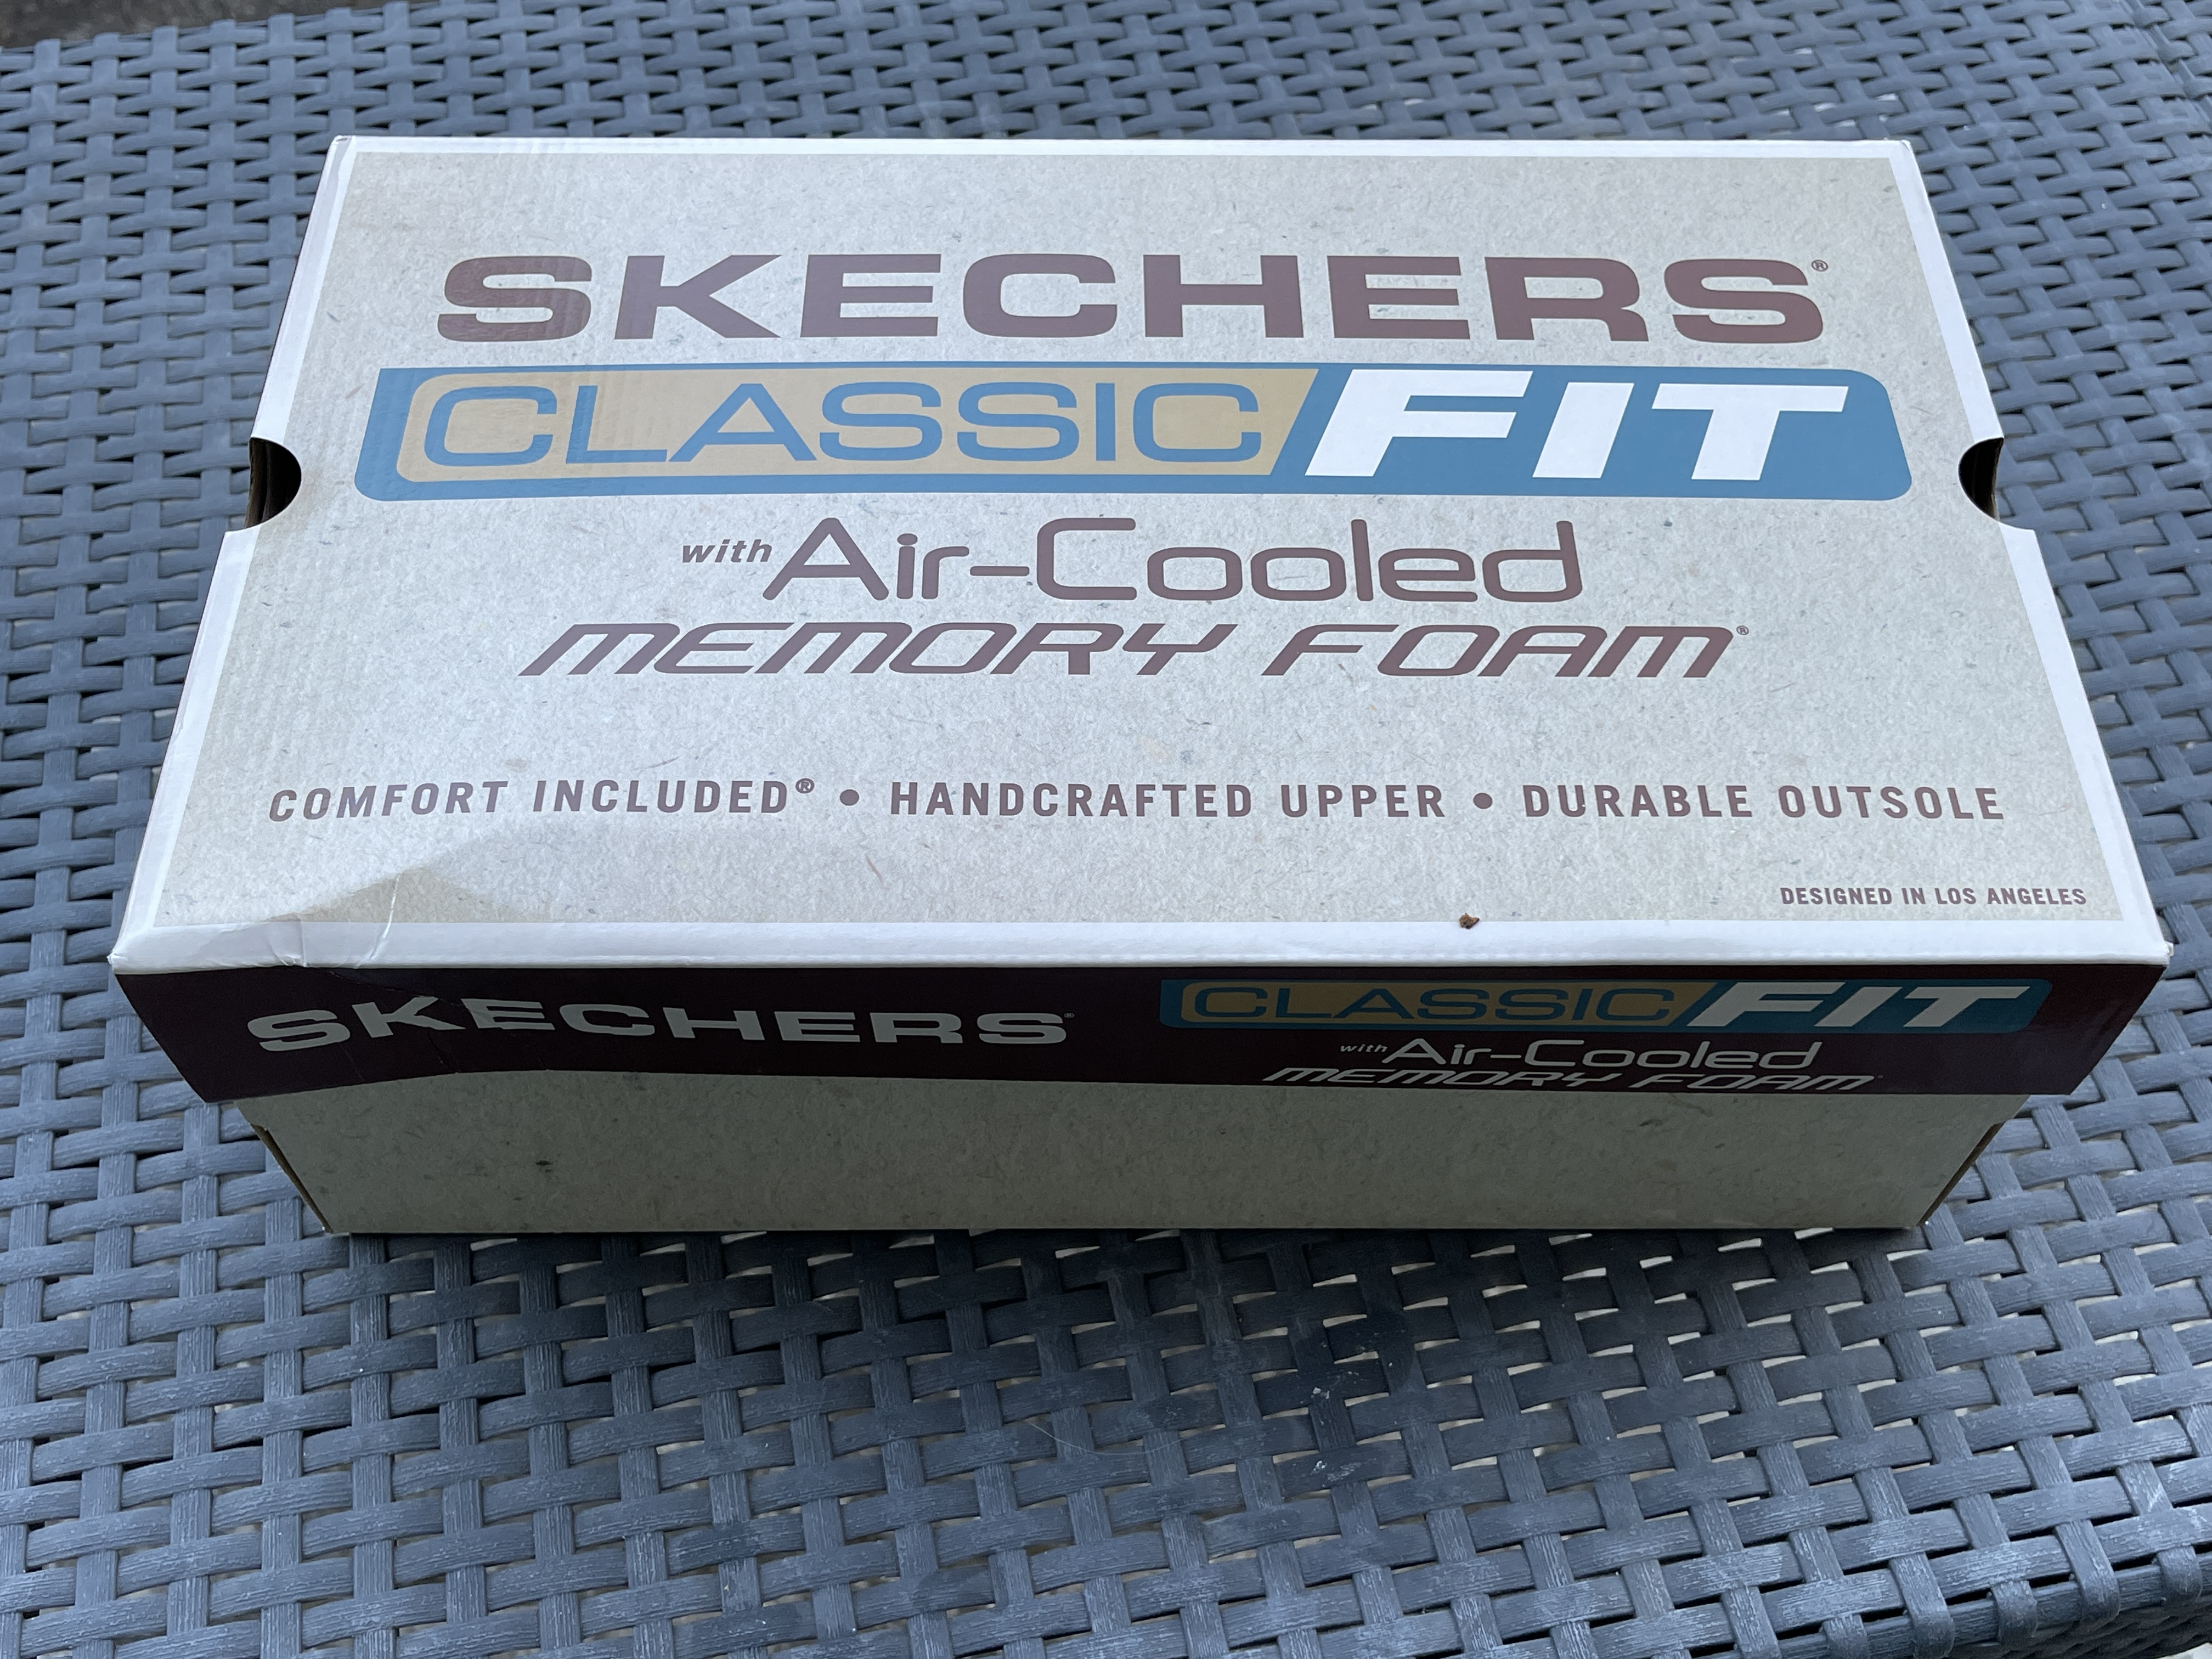 SKECHERS®
CLASSIC FIT
with Air-Cooled
MEMORY FOAM®
COMFORT INCLUDED® • HANDCRAFTED UPPER • DURABLE OUTSOLE
DESIGNED IN LOS ANGELES
SKECHERS®
CLASSIC FIT
with Air-Cooled
MEMORY FOAM®